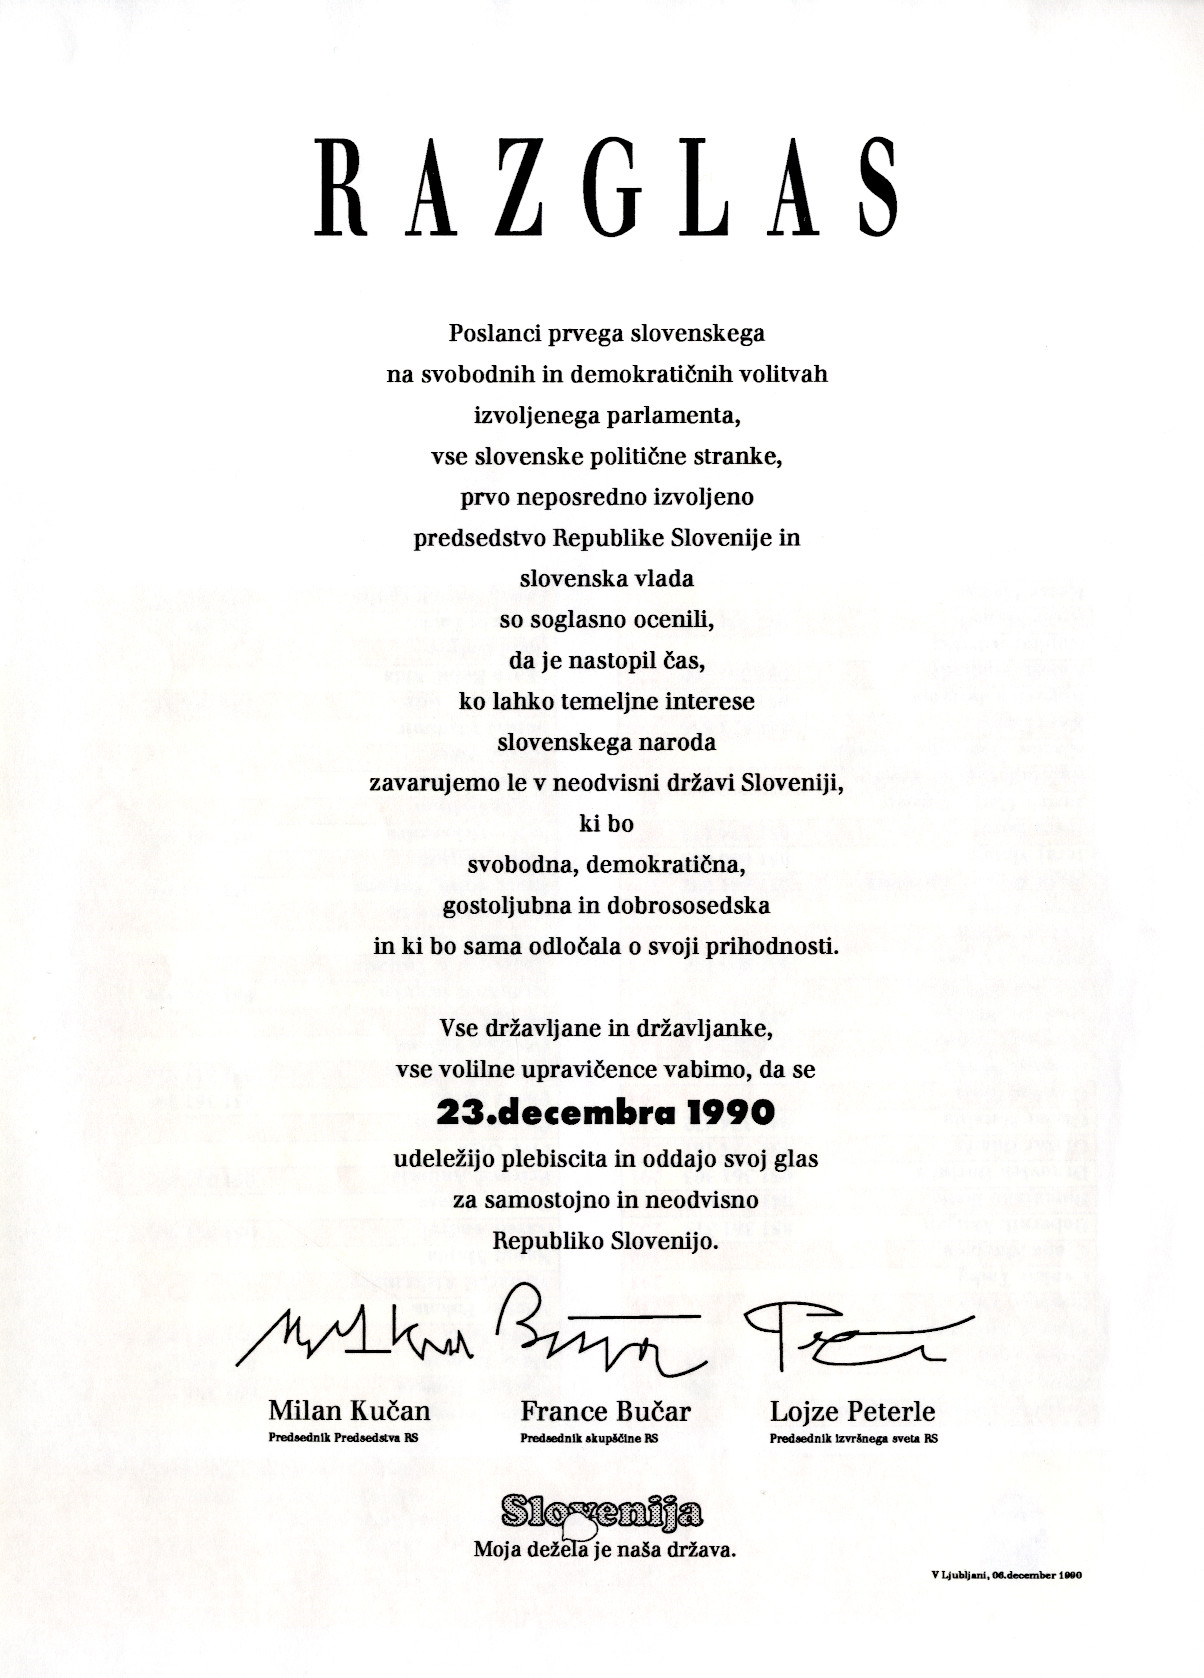 RAZGLAS
Poslanci prvega slovenskega
na svobodnih in demokratičnih volitvah
izvoljenega parlamenta,
vse slovenske politične stranke,
prvo neposredno izvoljeno
predsedstvo Republike Slovenije in
slovenska vlada
so soglasno ocenili,
da je nastopil čas,
ko lahko temeljne interese
slovenskega naroda
zavarujemo le v neodvisni državi Sloveniji,
ki bo
svobodna, demokratična,
gostoljubna in dobrososedska
in ki bo sama odločala o svoji prihodnosti.
Vse državljane in državljanke,
vse volilne upravičence vabimo, da se
23.decembra 1990
udeležijo plebiscita in oddajo svoj glas
za samostojno in neodvisno
Republiko Slovenijo.
Milan Kučan France Bučar Lojze Peterle
Predsednik Predsedstva RS Predsednik skupščine RS Predsednik Izvršnega sveta RS
Slovenija
Moja dežela je naša država.
V Ljubljani, 06.december 1990